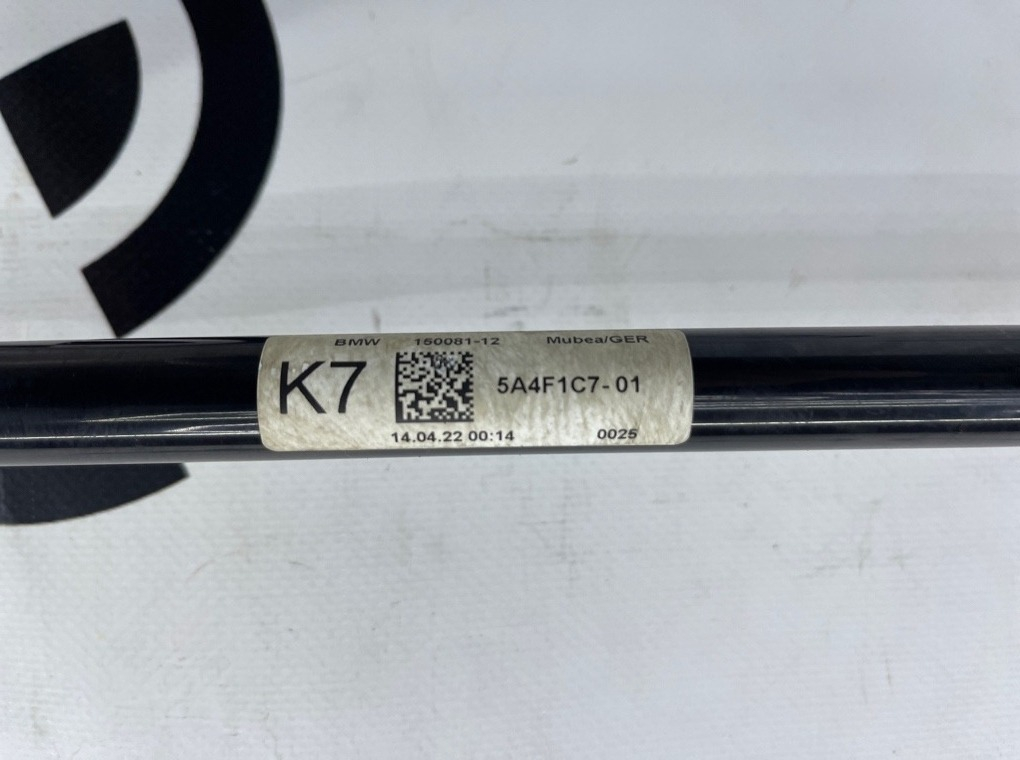 BMW 150081-12 Mubea/GER
K7 5A4F1C7-01
14.04.22 00:14 0025